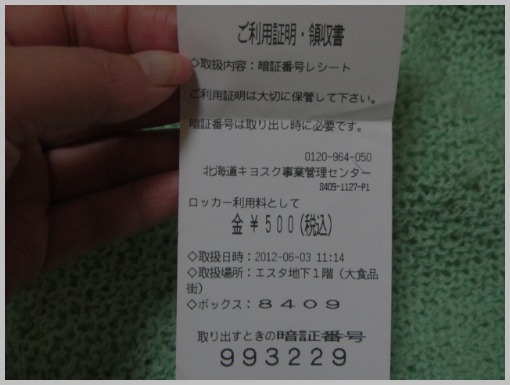 ご利用証明・領収書
◇取扱内容：暗証番号レシート
ご利用証明は大切に保管して下さい。
暗証番号は取り出し時に必要です。
0120-964-050
北海道キヨスク事業管理センター
8409-1127-P1
ロッカー利用料として
金￥500(税込)
◇取扱日時：2012-06-03 11:14
◇取扱場所：エスタ地下１階（大食品
街）
◇ボックス：８４０９
取り出すときの暗証番号
993229